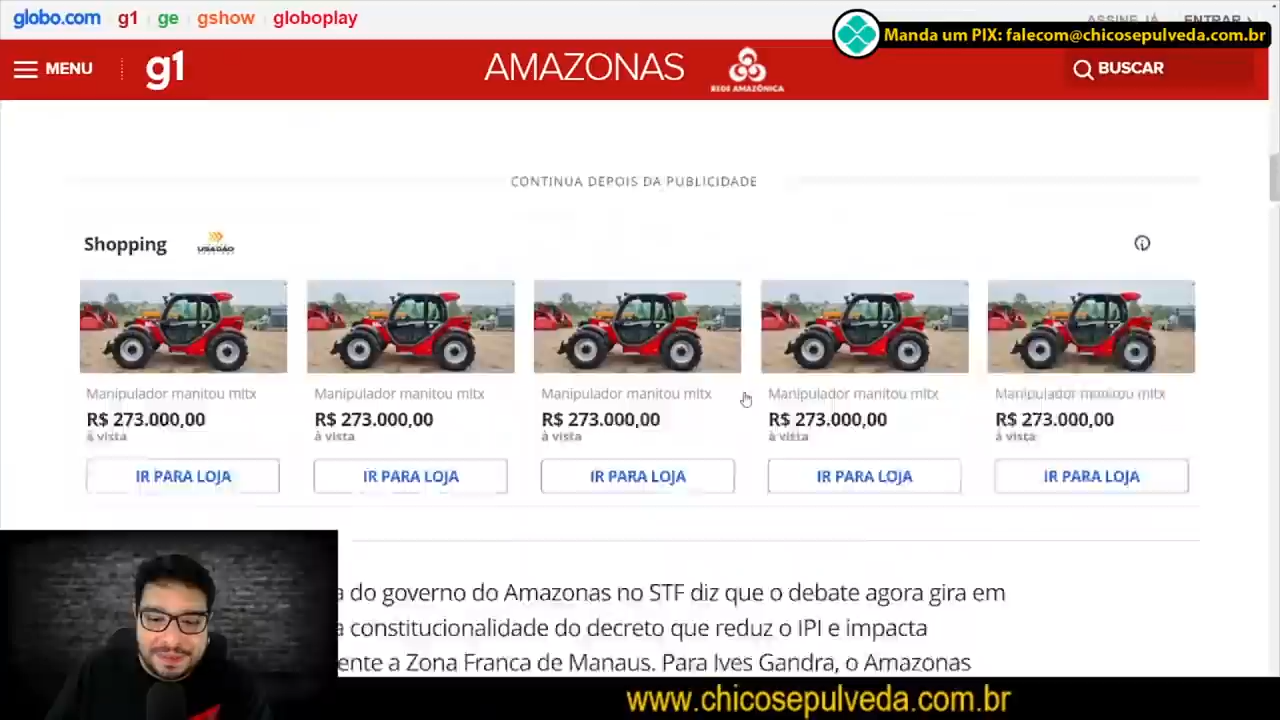 globo.com g1 ge gshow globoplay
ASSINE JÁ ENTRAR ›
Manda um PIX: falecom@chicosepulveda.com.br
MENU g1 AMAZONAS REDE AMAZÔNICA BUSCAR
CONTINUA DEPOIS DA PUBLICIDADE
Shopping USADÃO
Manipulador manitou mltx Manipulador manitou mltx Manipulador manitou mltx Manipulador manitou mltx Manipulador manitou mltx
R$ 273.000,00 R$ 273.000,00 R$ 273.000,00 R$ 273.000,00 R$ 273.000,00
à vista à vista à vista à vista à vista
IR PARA LOJA IR PARA LOJA IR PARA LOJA IR PARA LOJA IR PARA LOJA
a do governo do Amazonas no STF diz que o debate agora gira em
a constitucionalidade do decreto que reduz o IPI e impacta
ente a Zona Franca de Manaus. Para Ives Gandra, o Amazonas
www.chicosepulveda.com.br